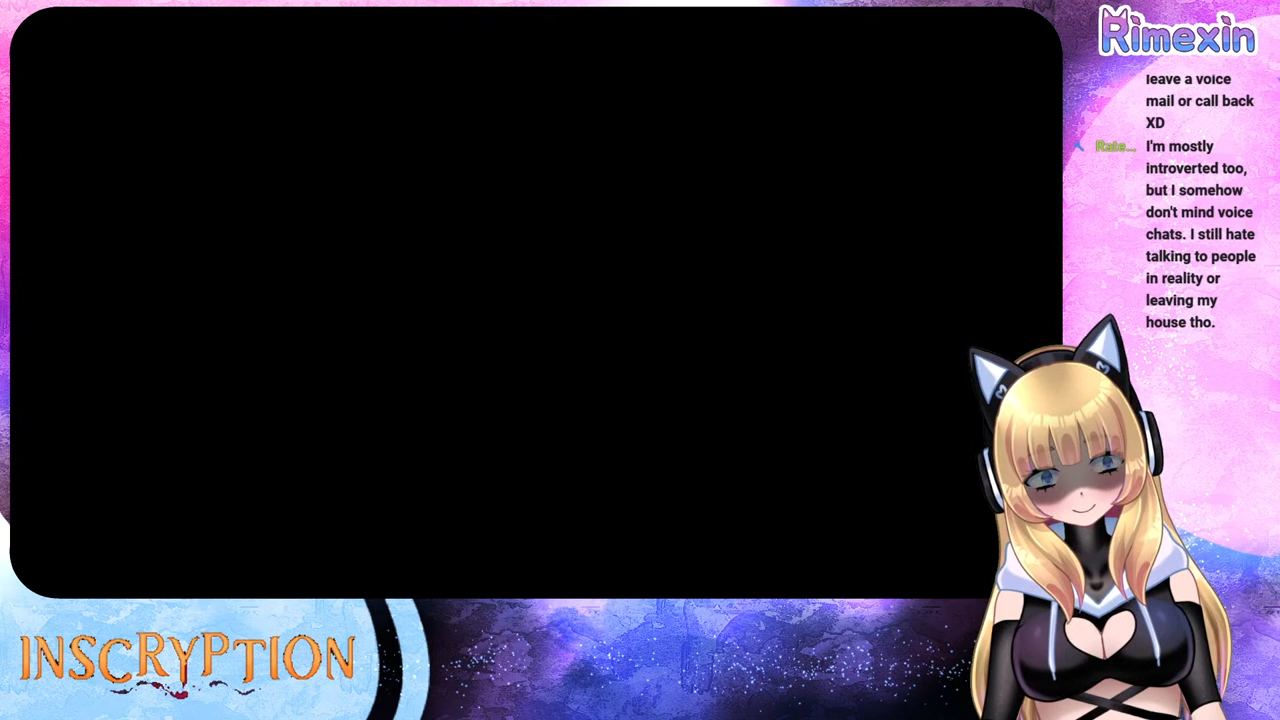 Rimexin
leave a voice
mail or call back
XD
Rate... I'm mostly
introverted too,
but I somehow
don't mind voice
chats. I still hate
talking to people
in reality or
leaving my
house tho.
INSCRYPTION